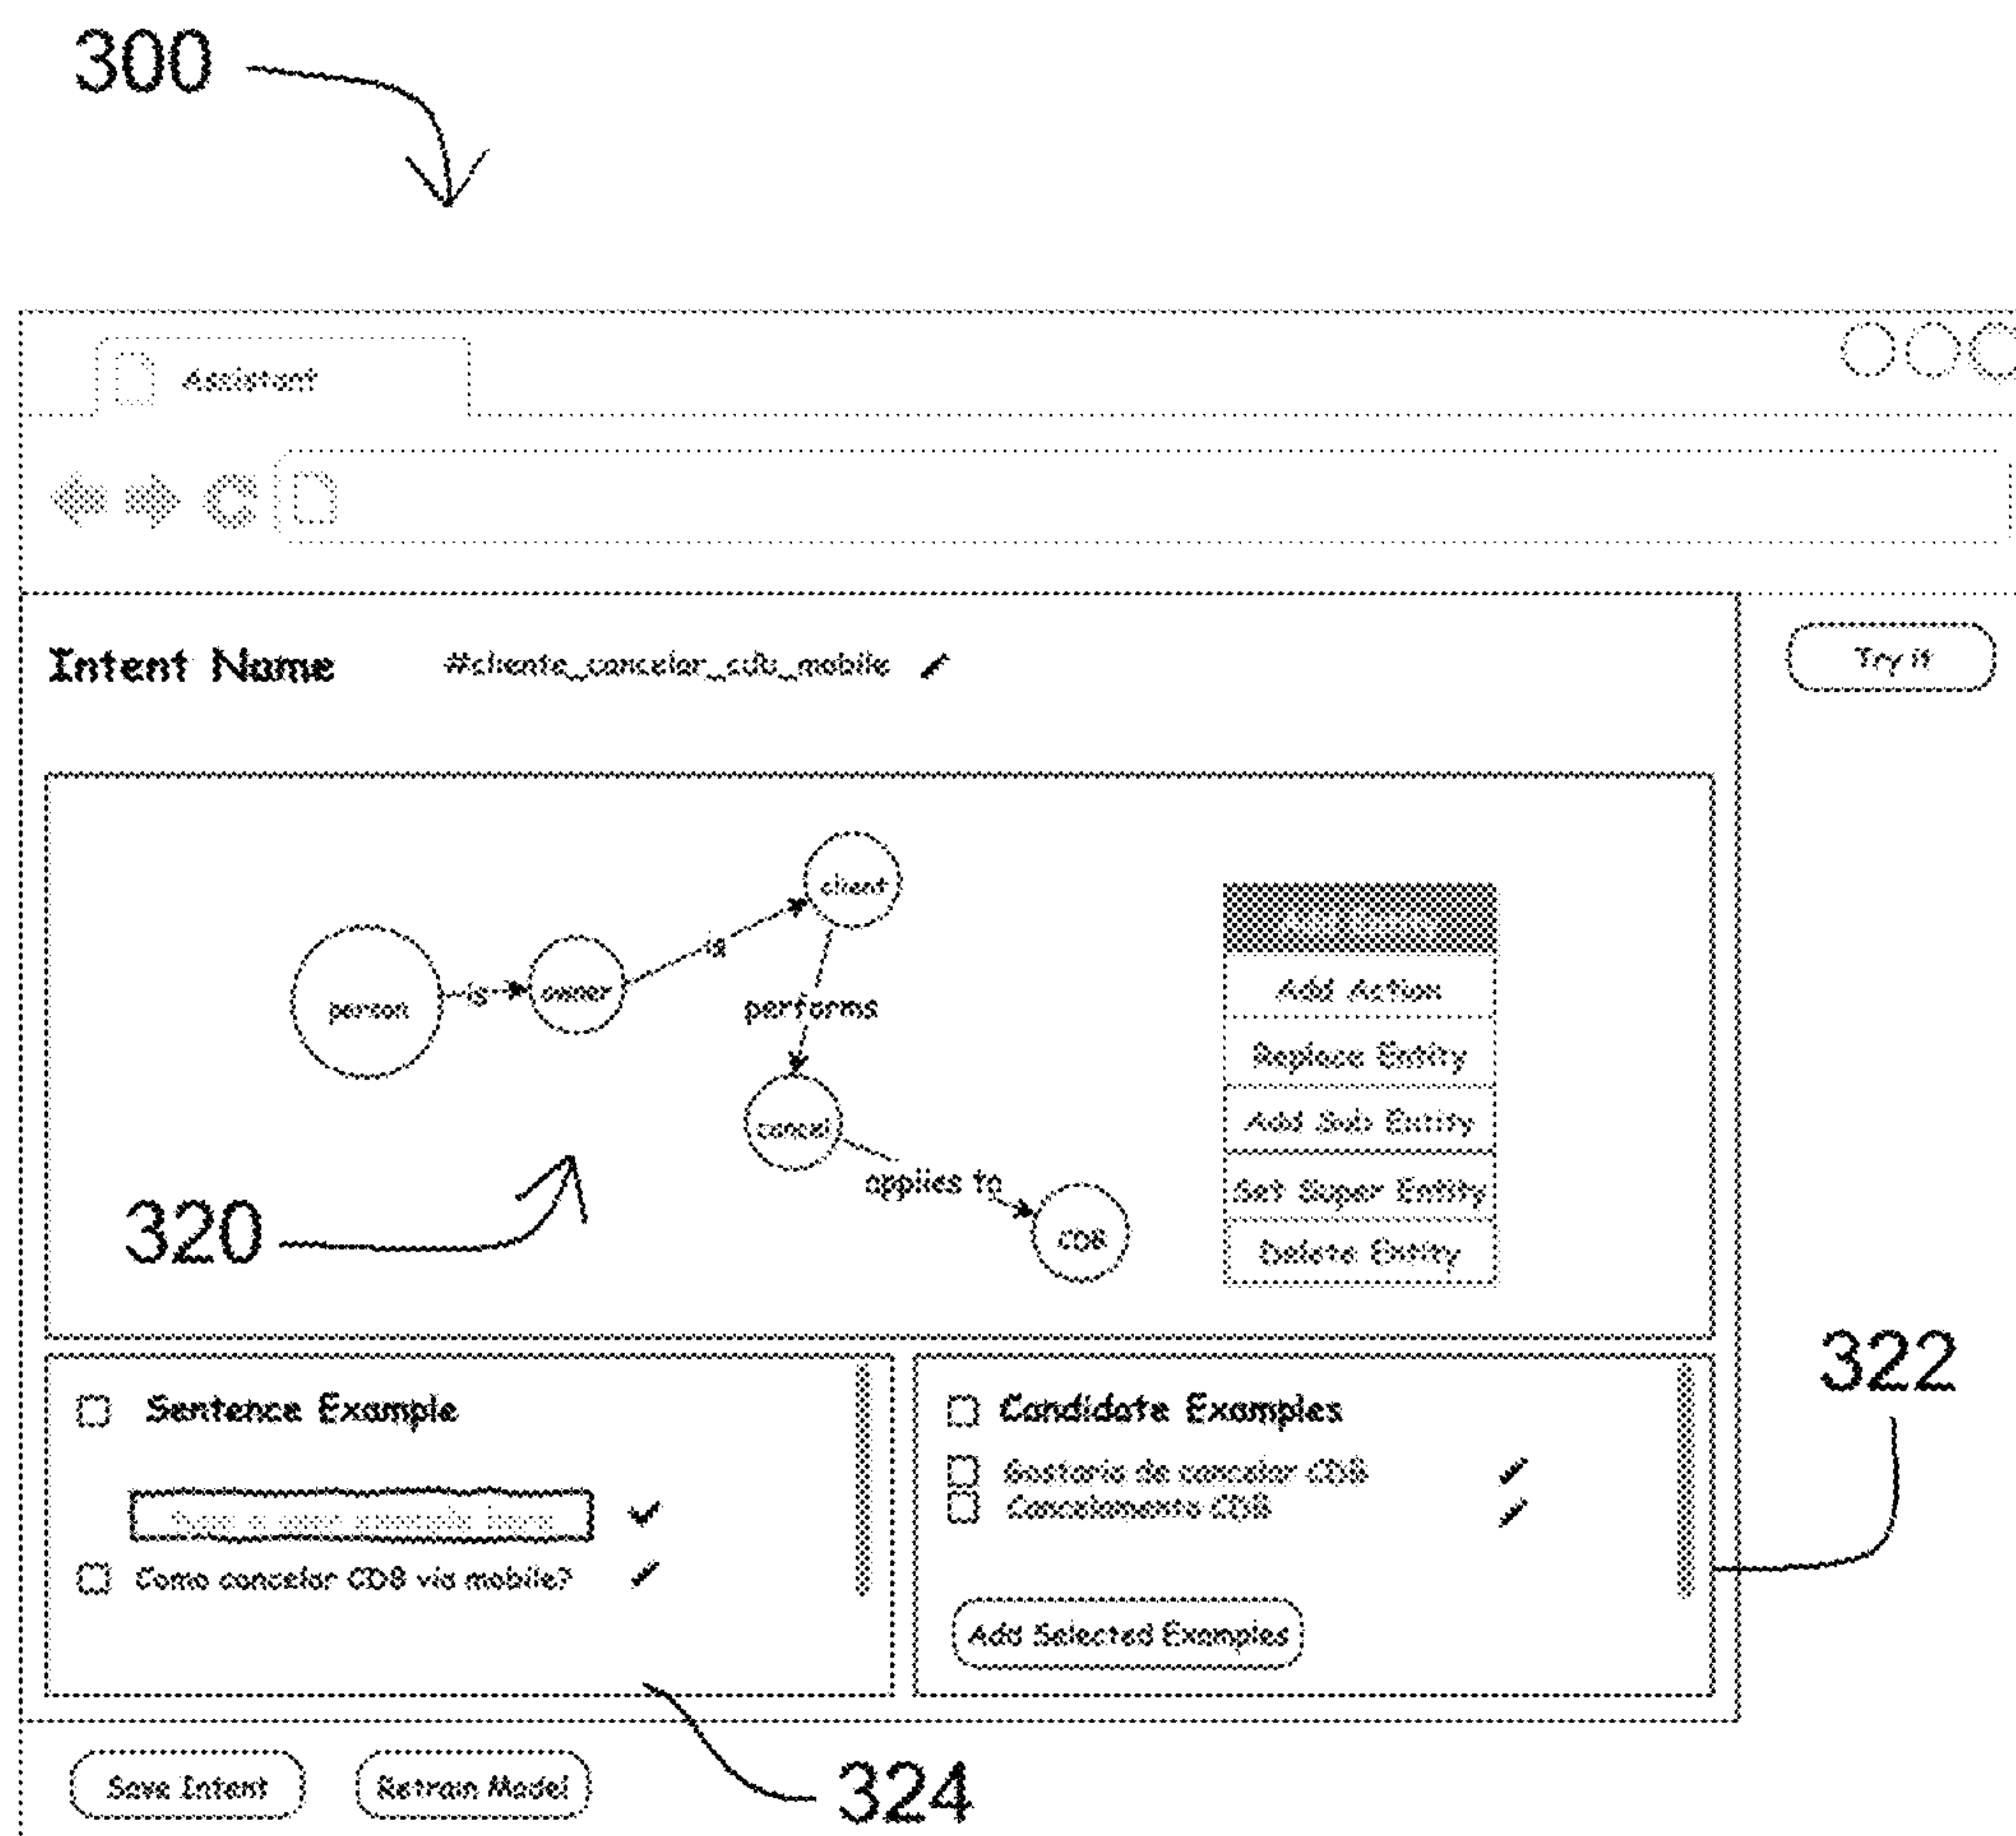 300
Assistant
Intent Name #cliente_cancelar_cdb_mobile
Try it
client
is
person is owner
performs
cancel
applies to
CDB
Add Action
Replace Entity
Add Sub Entity
Set Super Entity
Delete Entity
320
322
Sentence Example
Como cancelar CDB via mobile?
Candidate Examples
Gostaria de cancelar CDB
Cancelamento CDB
Add Selected Examples
Save Intent
Retrain Model
324